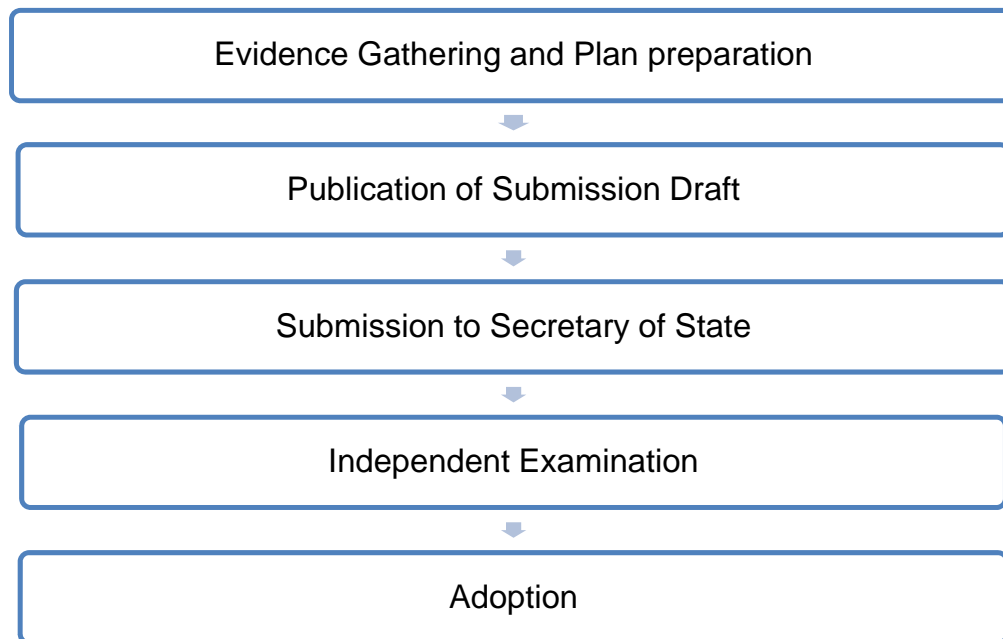 Evidence Gathering and Plan preparation
Publication of Submission Draft
Submission to Secretary of State
Independent Examination
Adoption